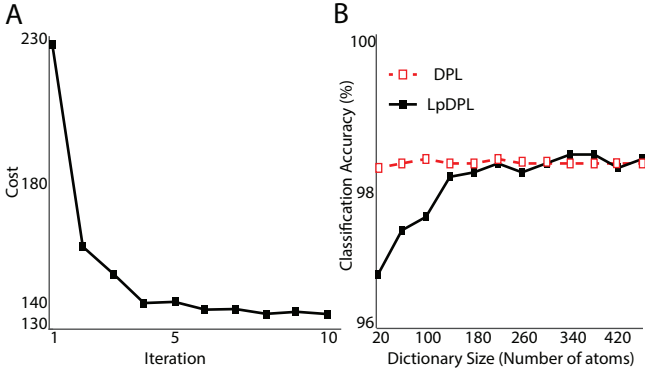 A
230
180
140
130
Cost
1
5
10
Iteration
B
100
98
96
Classification Accuracy (%)
DPL
LpDPL
20
100
180
260
340
420
Dictionary Size (Number of atoms)